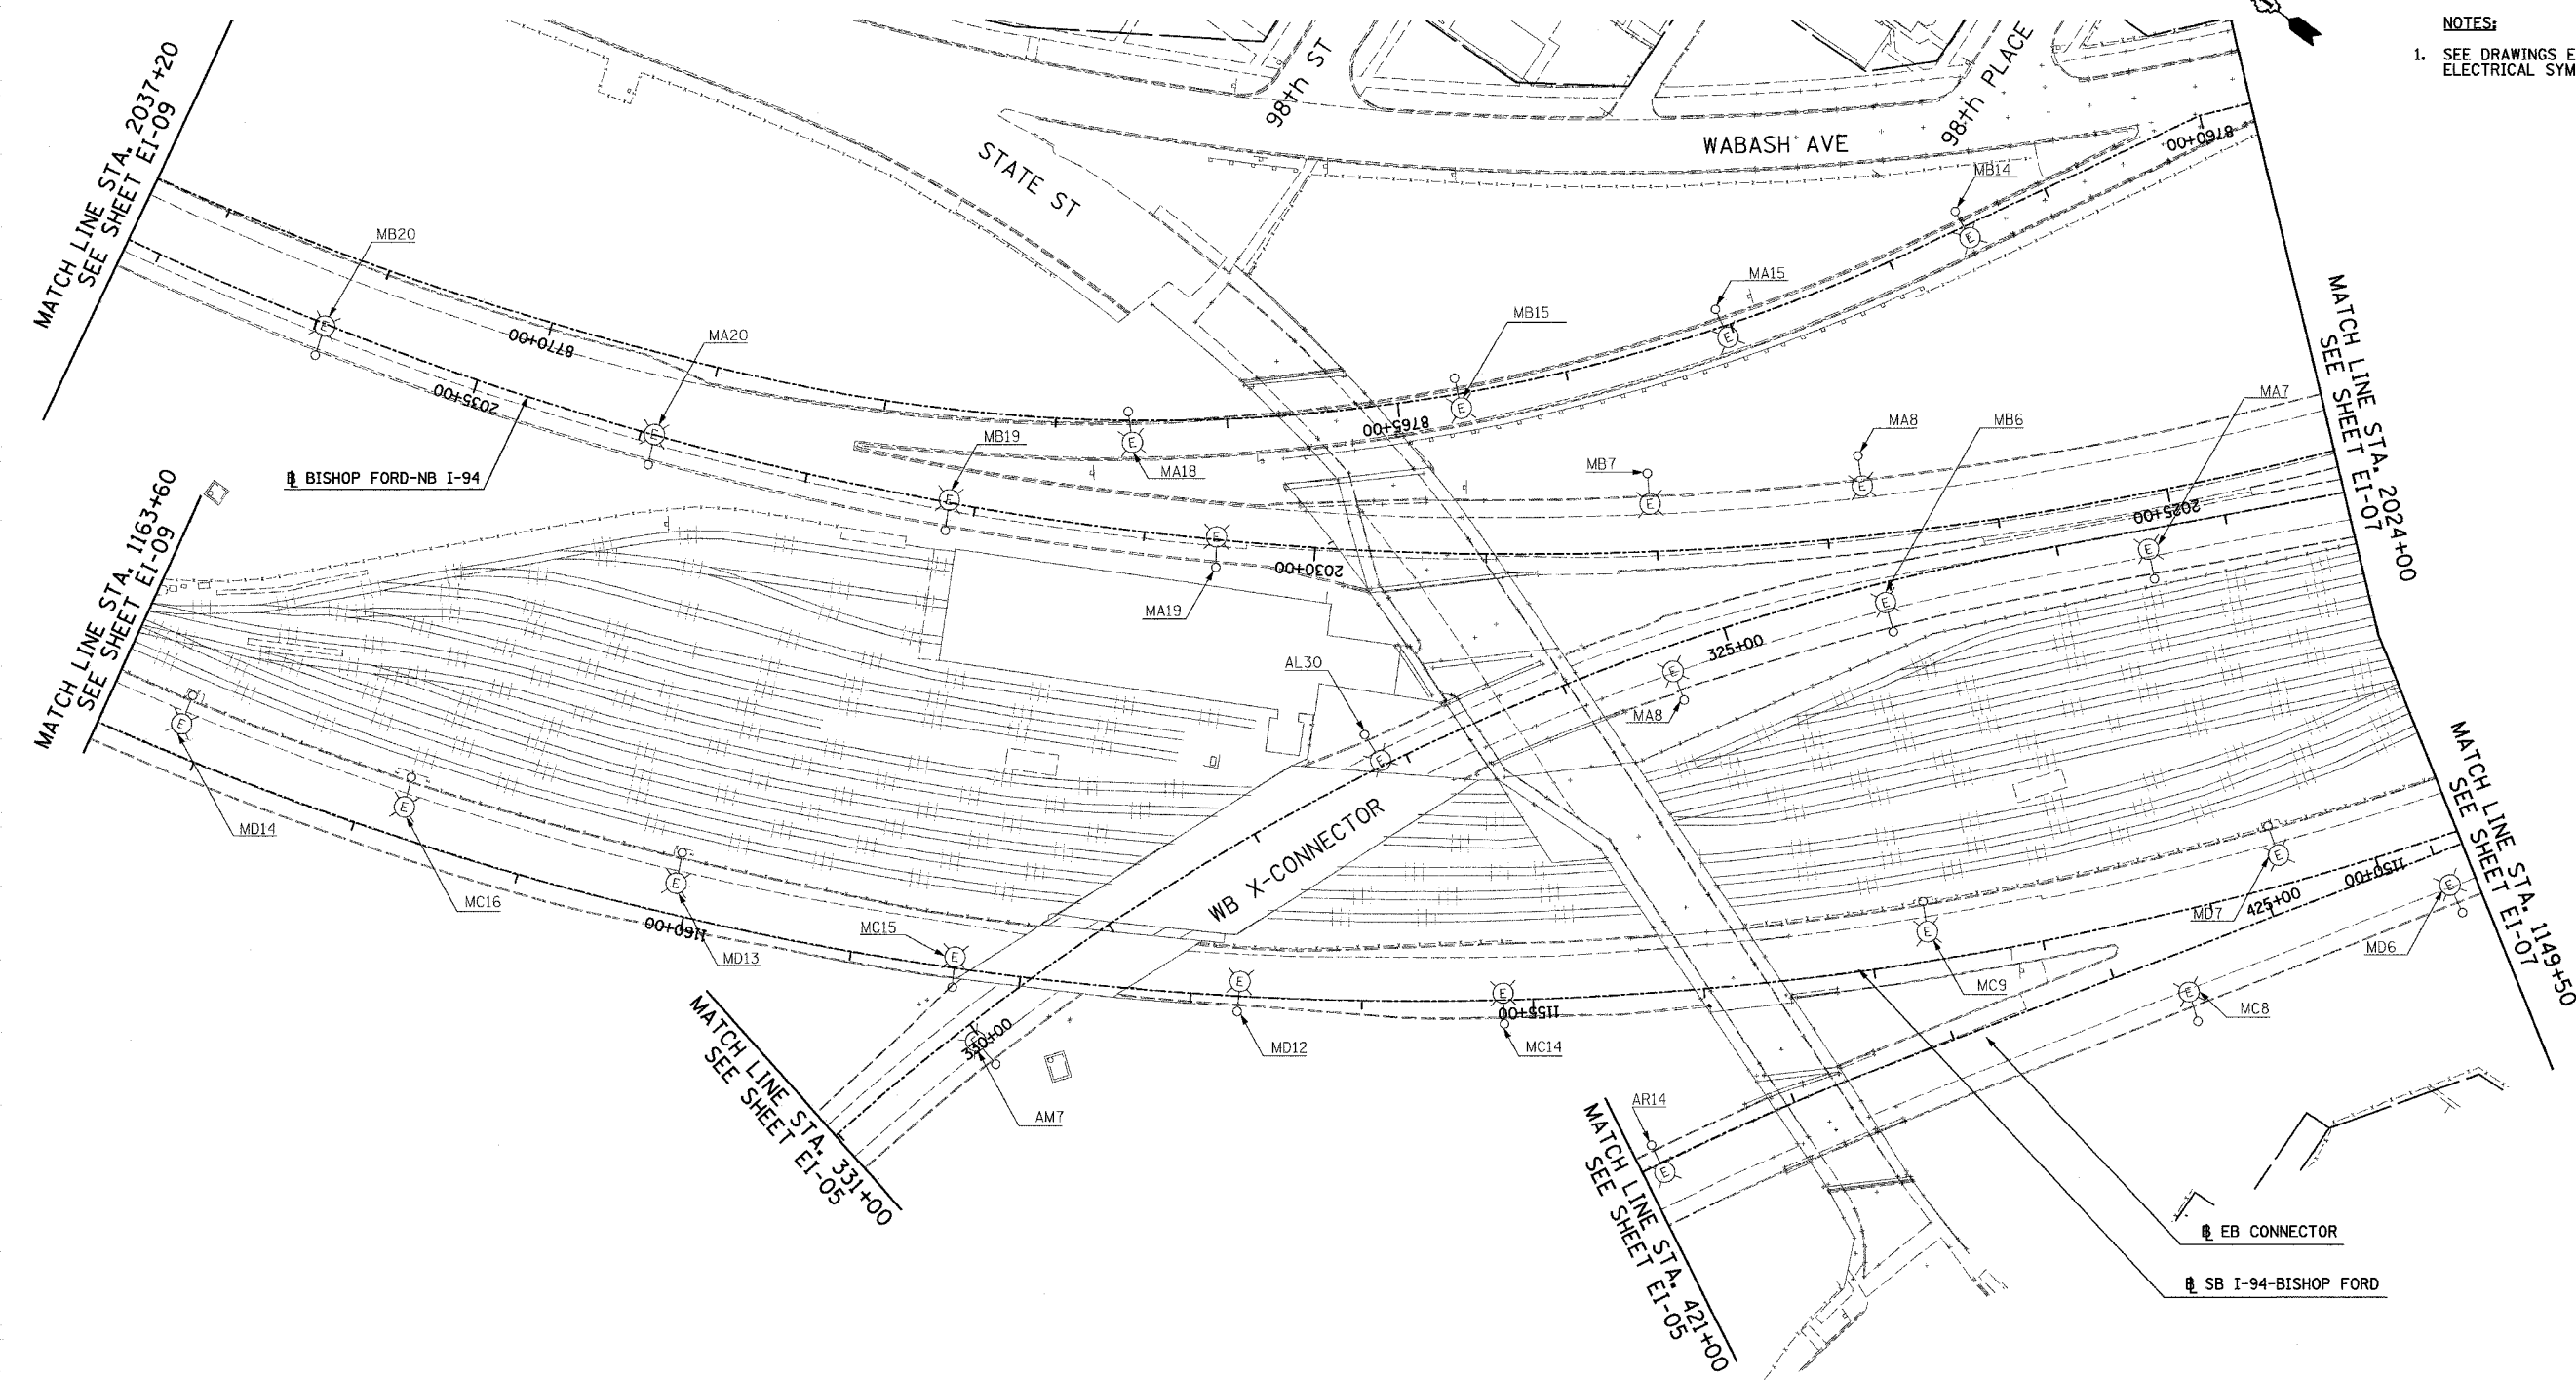 NOTES:
1. SEE DRAWINGS E
ELECTRICAL SYM
MATCH LINE STA. 2037+20
SEE SHEET EI-09
98th ST
98th PLACE
STATE ST
WABASH AVE
8760+00
MB14
MB20
MA15
MATCH LINE STA. 2024+00
SEE SHEET EI-07
8770+00
MA20
MB15
2035+00
MB19
8765+00
MA18
MA8
MB6
MA7
MB7
BL BISHOP FORD-NB I-94
2025+00
MATCH LINE STA. 1163+60
SEE SHEET EI-09
2030+00
MA19
AL30
325+00
MA8
MD14
WB X-CONNECTOR
MATCH LINE STA. 1149+50
SEE SHEET EI-07
1150+00
425+00
MD7
MC16
MD13
1160+00
MC15
MC9
MD6
MC8
MD12
1155+00
MC14
330+00
AM7
MATCH LINE STA. 331+00
SEE SHEET EI-05
AR14
MATCH LINE STA. 421+00
SEE SHEET EI-05
BL EB CONNECTOR
BL SB I-94-BISHOP FORD